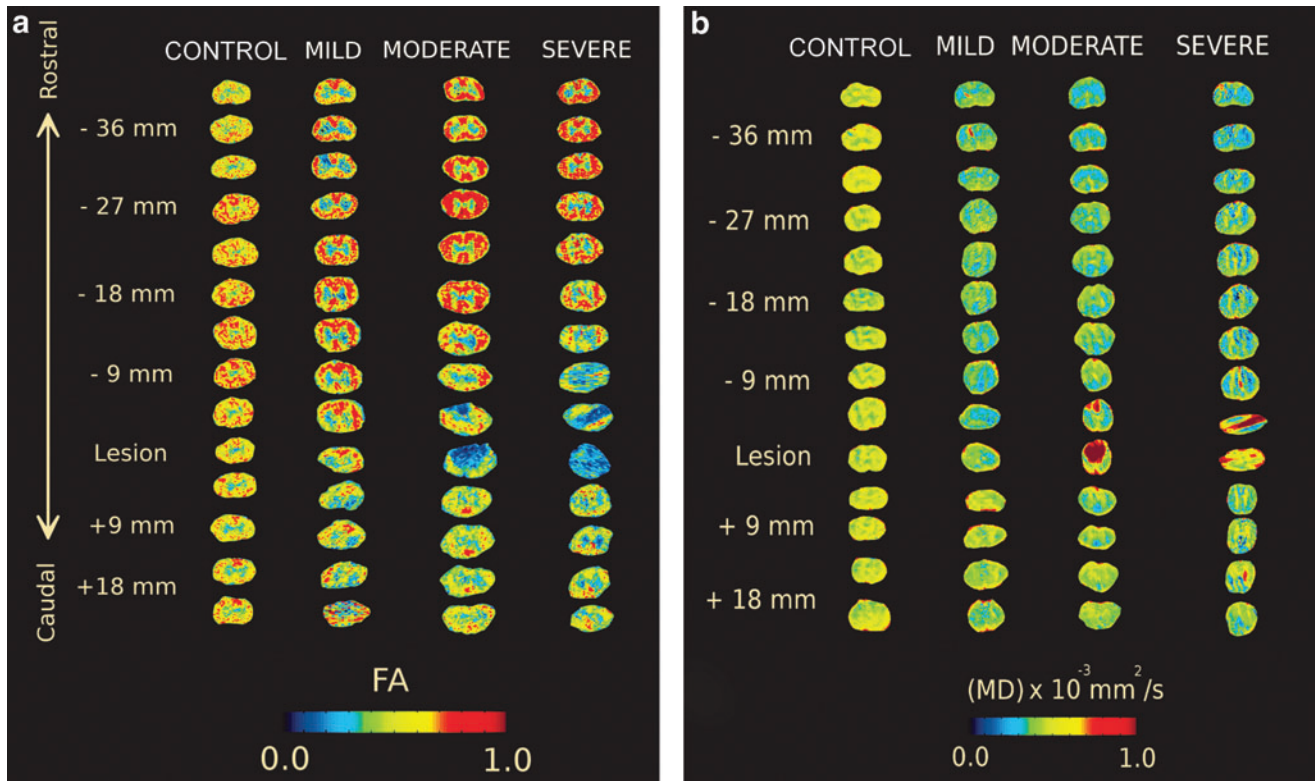 a
CONTROL MILD MODERATE SEVERE
Rostral
- 36 mm
- 27 mm
- 18 mm
- 9 mm
Lesion
+9 mm
+18 mm
Caudal
FA
0.0 1.0
b
CONTROL MILD MODERATE SEVERE
- 36 mm
- 27 mm
- 18 mm
- 9 mm
Lesion
+ 9 mm
+ 18 mm
(MD) x 10⁻³ mm²/s
0.0 1.0